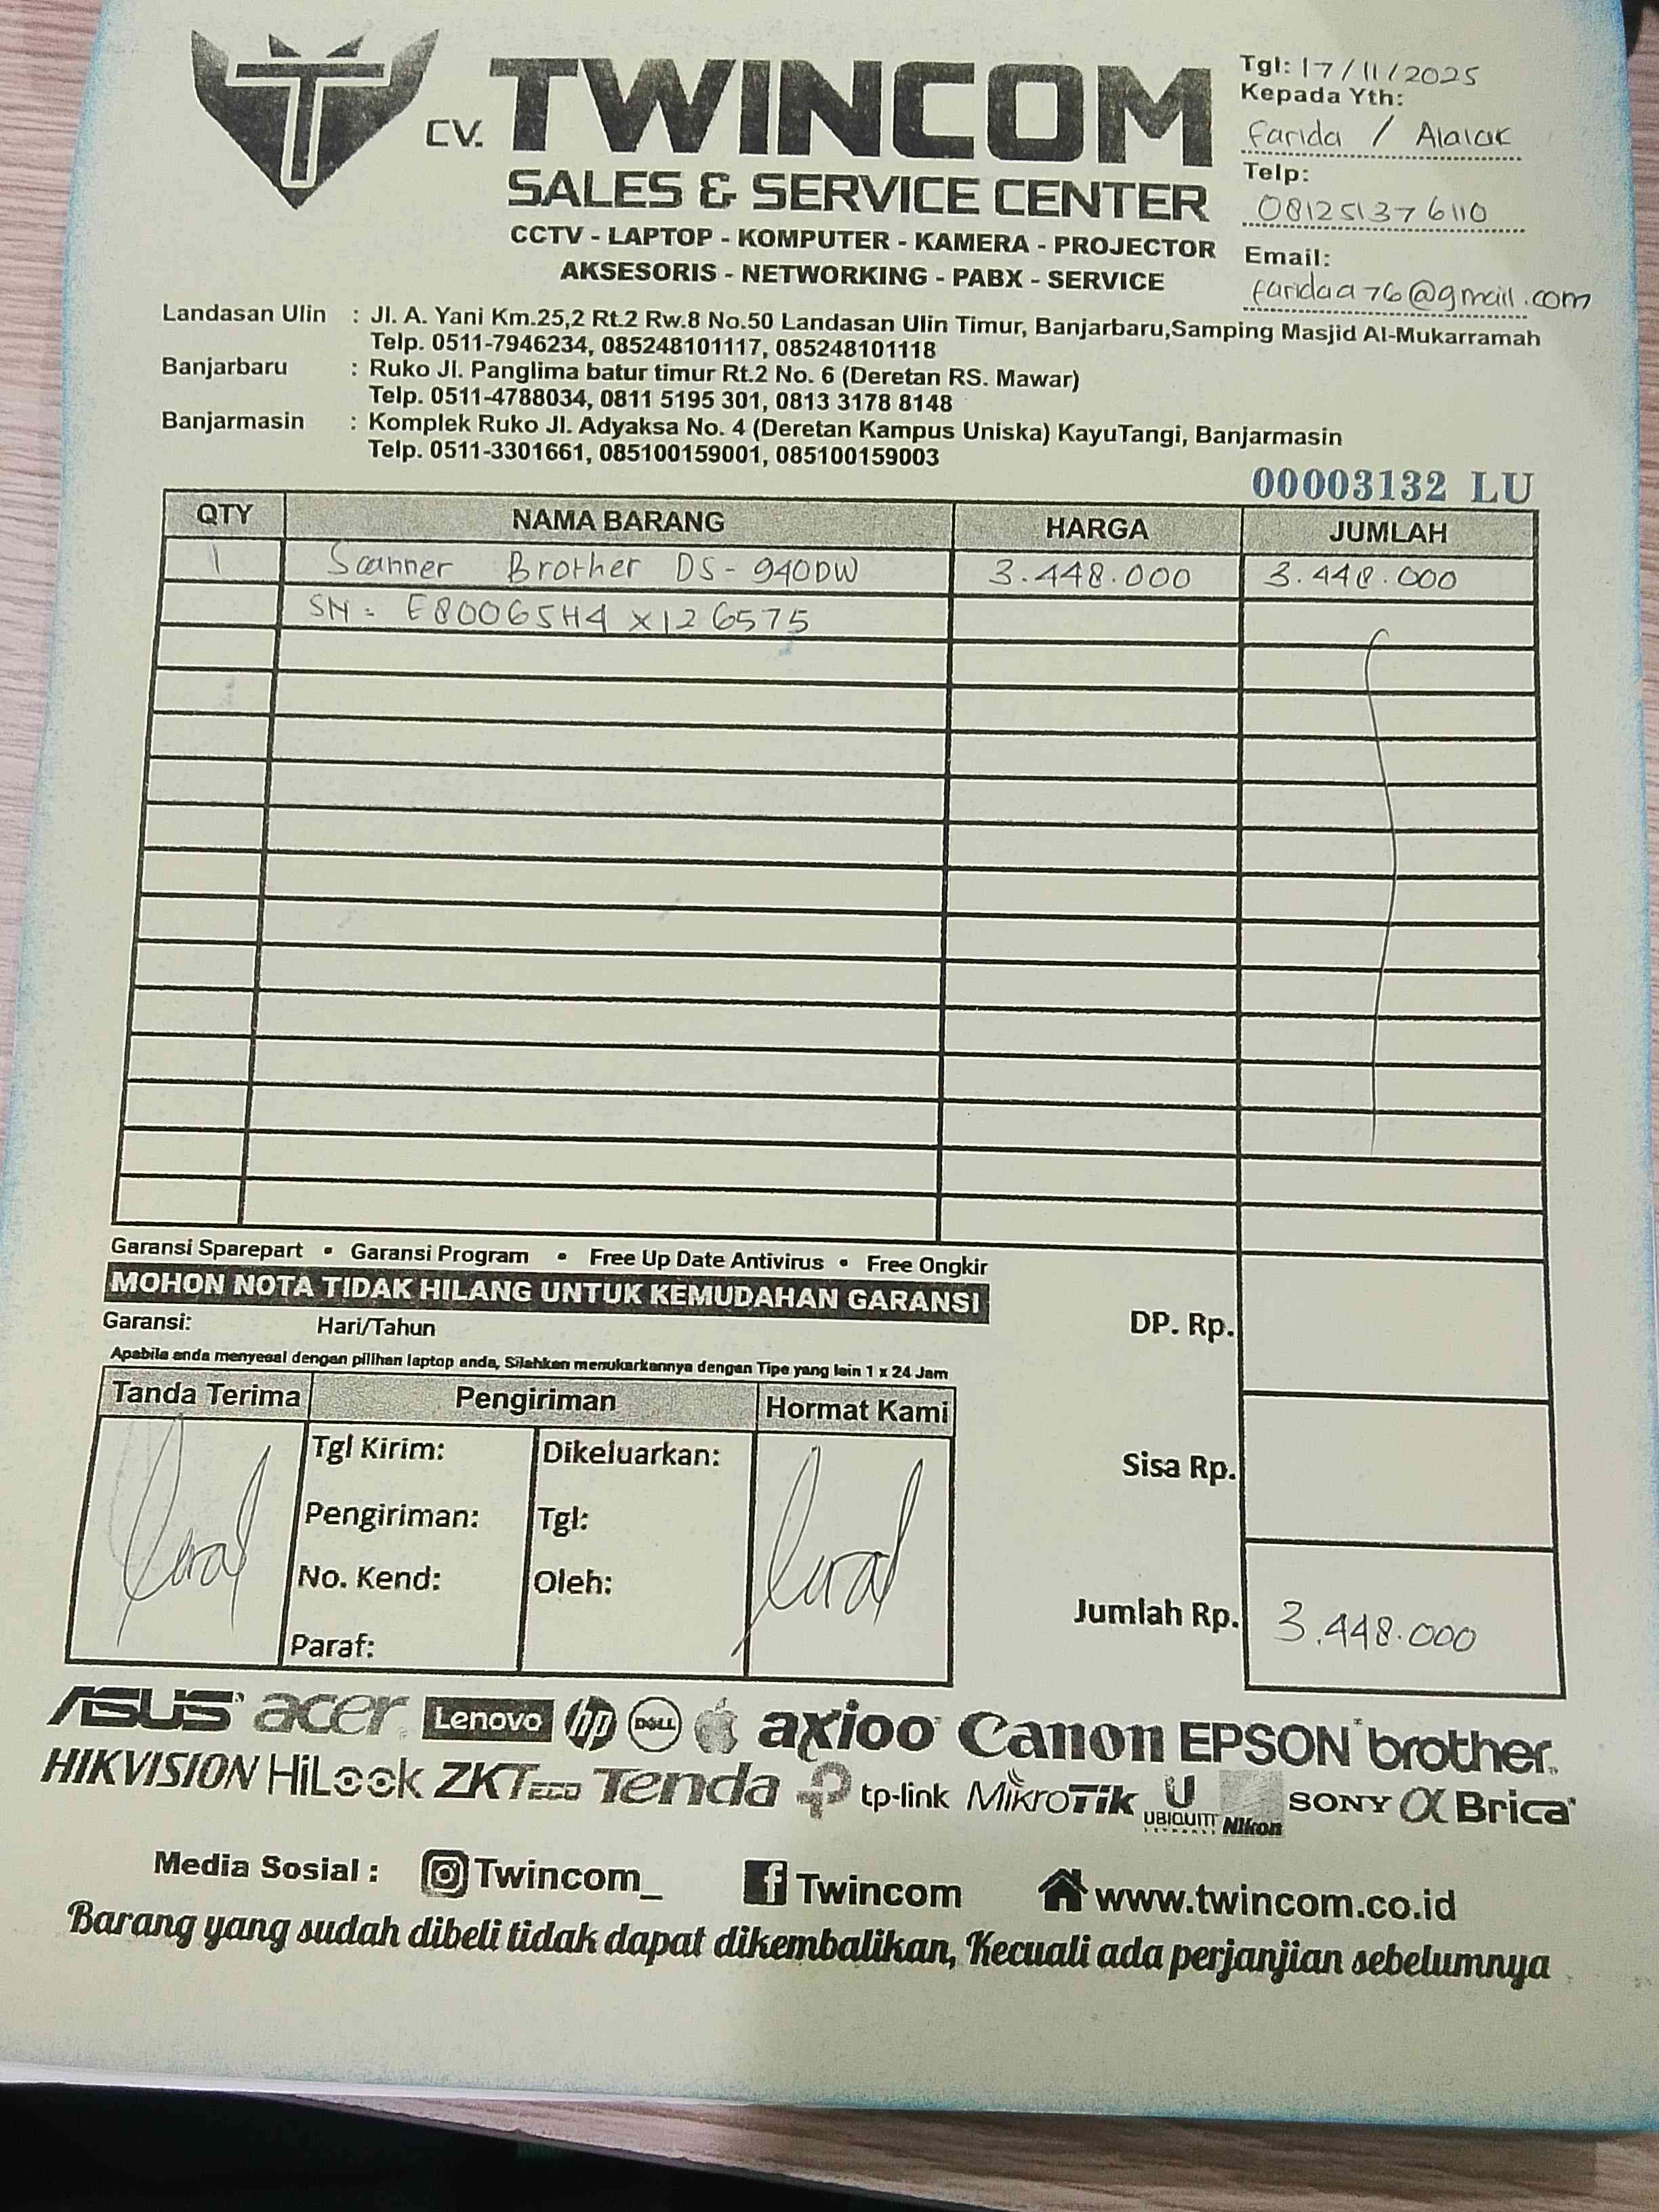 CV. TWINCOM
SALES & SERVICE CENTER
CCTV - LAPTOP - KOMPUTER - KAMERA - PROJECTOR
AKSESORIS - NETWORKING - PABX - SERVICE
Tgl: 17/11/2025
Kepada Yth:
Farida / Alalak
Telp:
081251376110
Email:
faridaa76@gmail.com
Landasan Ulin : Jl. A. Yani Km.25,2 Rt.2 Rw.8 No.50 Landasan Ulin Timur, Banjarbaru,Samping Masjid Al-Mukarramah
Telp. 0511-7946234, 085248101117, 085248101118
Banjarbaru : Ruko Jl. Panglima batur timur Rt.2 No. 6 (Deretan RS. Mawar)
Telp. 0511-4788034, 0811 5195 301, 0813 3178 8148
Banjarmasin : Komplek Ruko Jl. Adyaksa No. 4 (Deretan Kampus Uniska) KayuTangi, Banjarmasin
Telp. 0511-3301661, 085100159001, 085100159003
00003132 LU
QTY NAMA BARANG HARGA JUMLAH
1 Scanner Brother DS-940DW 3.448.000 3.448.000
SN = E80065H4X126575
Garansi Sparepart • Garansi Program • Free Up Date Antivirus • Free Ongkir
MOHON NOTA TIDAK HILANG UNTUK KEMUDAHAN GARANSI
Garansi: Hari/Tahun
Apabila anda menyesal dengan pilihan laptop anda, Silahkan menukarkannya dengan Tipe yang lain 1 x 24 Jam
DP. Rp.
Sisa Rp.
Jumlah Rp. 3.448.000
Tanda Terima Pengiriman Hormat Kami
Tgl Kirim: Dikeluarkan:
Pengiriman: Tgl:
No. Kend: Oleh:
Paraf:
ASUS acer Lenovo hp DELL axioo Canon EPSON brother
HIKVISION HiLook ZKTeco Tenda tp-link MikroTik U UBIQUITI Nikon SONY α Brica
Media Sosial : Twincom_ Twincom www.twincom.co.id
Barang yang sudah dibeli tidak dapat dikembalikan, Kecuali ada perjanjian sebelumnya